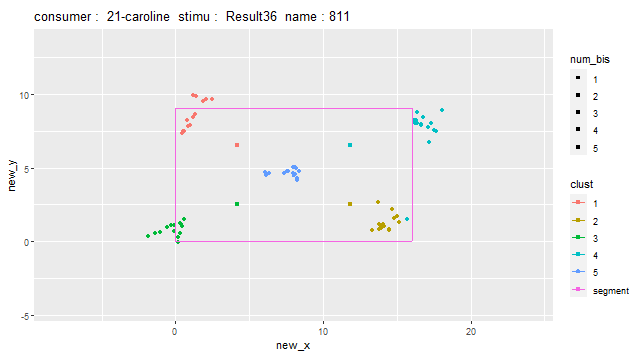 consumer :  21-caroline  stimu :  Result36  name : 811
10
5
0
-5
new_y
0
10
20
new_x
num_bis
1
2
3
4
5
clust
1
2
3
4
5
segment